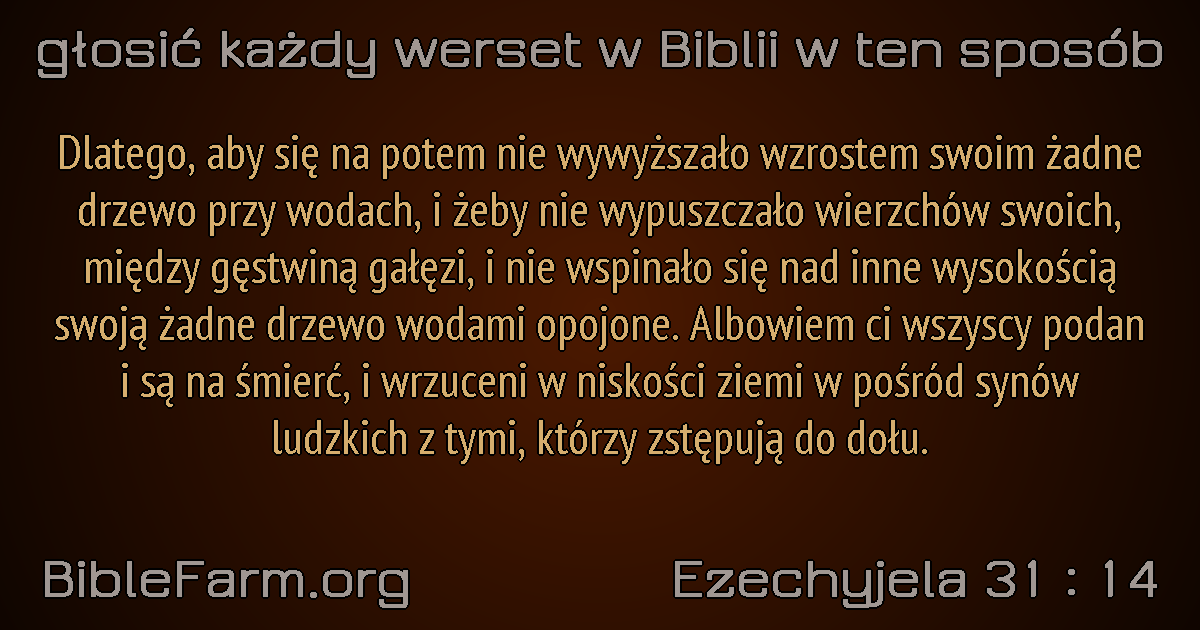 głosić każdy werset w Biblii w ten sposób
Dlatego, aby się na potem nie wywyższało wzrostem swoim żadne
drzewo przy wodach, i żeby nie wypuszczało wierzchów swoich,
między gęstwiną gałęzi, i nie wspinało się nad inne wysokością
swoją żadne drzewo wodami opojone. Albowiem ci wszyscy podan
i są na śmierć, i wrzuceni w niskości ziemi w pośród synów
ludzkich z tymi, którzy zstępują do dołu.
BibleFarm.org
Ezechyjela 31 : 14